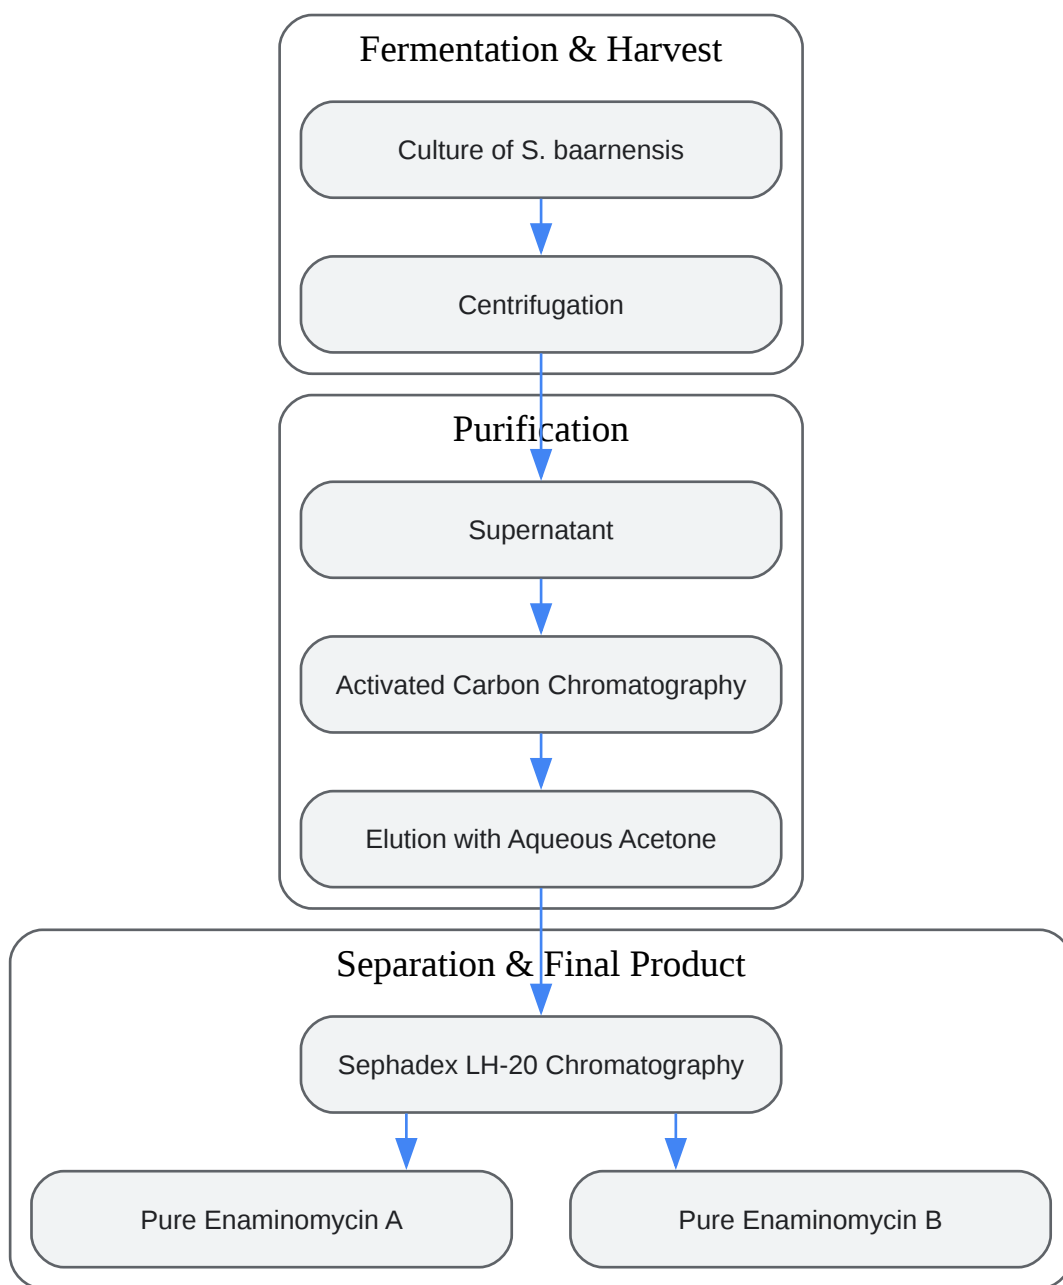 Fermentation & Harvest
Culture of S. baarnensis
Centrifugation
Purification
Supernatant
Activated Carbon Chromatography
Elution with Aqueous Acetone
Separation & Final Product
Sephadex LH-20 Chromatography
Pure Enaminomycin A
Pure Enaminomycin B